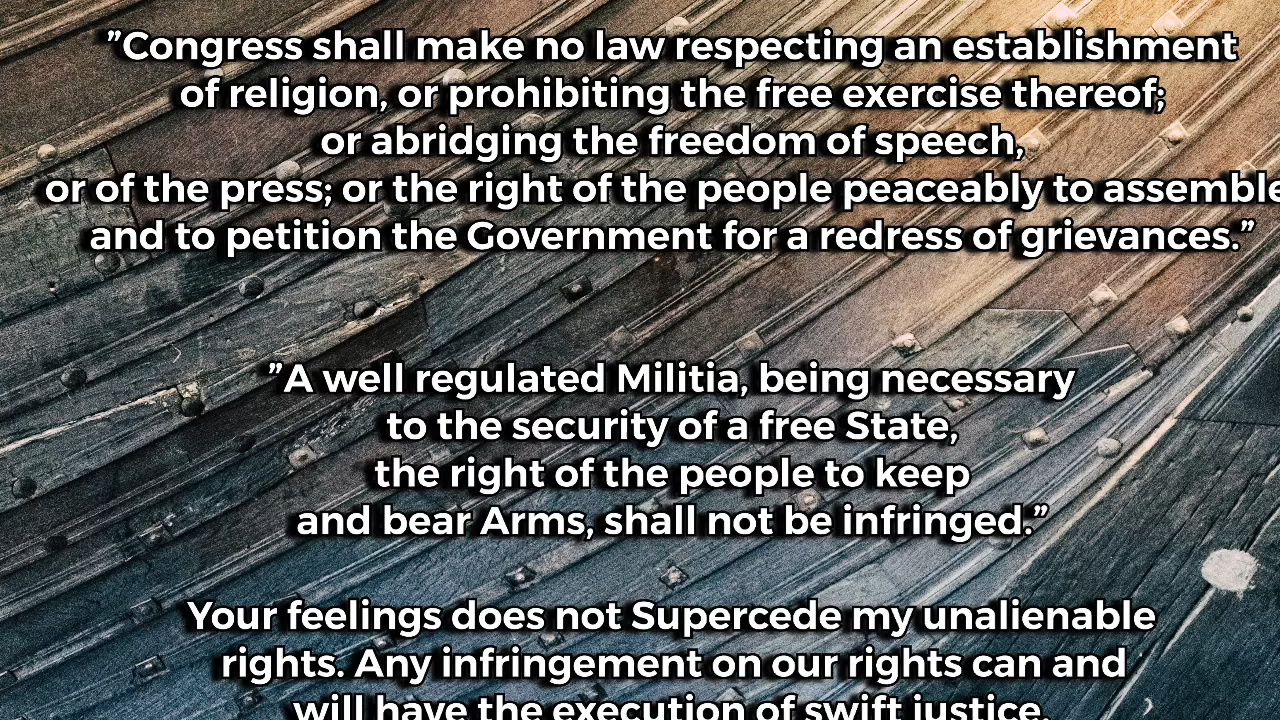 ”Congress shall make no law respecting an establishment
of religion, or prohibiting the free exercise thereof;
or abridging the freedom of speech,
or of the press; or the right of the people peaceably to assemble
and to petition the Government for a redress of grievances.”
”A well regulated Militia, being necessary
to the security of a free State,
the right of the people to keep
and bear Arms, shall not be infringed.”
Your feelings does not Supercede my unalienable
rights. Any infringement on our rights can and
will have the execution of swift justice.